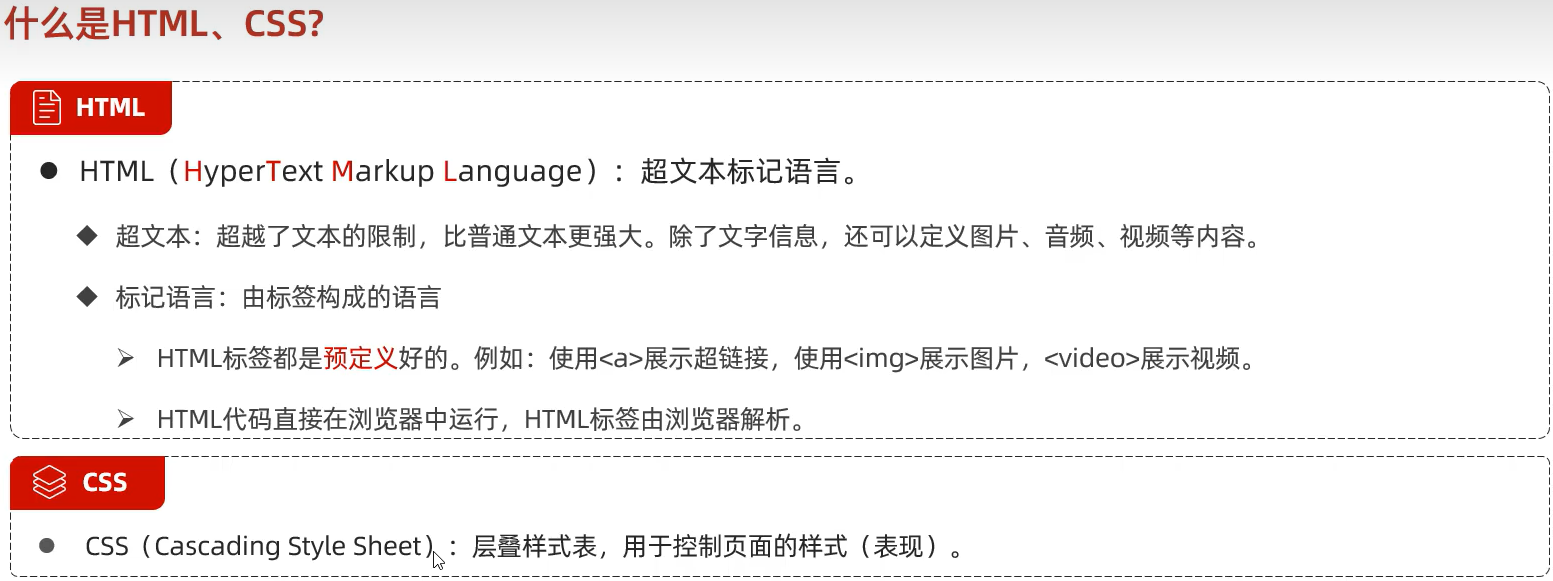 什么是HTML、CSS?
HTML
HTML（HyperText Markup Language）：超文本标记语言。
超文本：超越了文本的限制，比普通文本更强大。除了文字信息，还可以定义图片、音频、视频等内容。
标记语言：由标签构成的语言
HTML标签都是预定义好的。例如：使用<a>展示超链接，使用<img>展示图片，<video>展示视频。
HTML代码直接在浏览器中运行，HTML标签由浏览器解析。
CSS
CSS（Cascading Style Sheet）：层叠样式表，用于控制页面的样式（表现）。